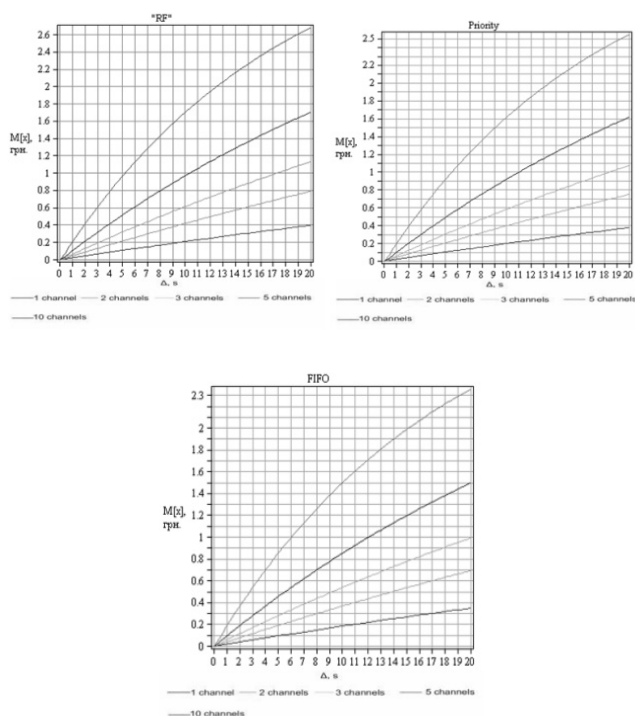 *RF*
2.6
2.4
2.2
2
1.8
1.6
1.4
M[x],
грн.
1.2
1
0.8
0.6
0.4
0.2
0
0 1 2 3 4 5 6 7 8 9 10 11 12 13 14 15 16 17 18 19 20
Δ, s
1 channel 2 channels 3 channels 5 channels
10 channels
Priority
2.5
2.3
2
1.8
1.6
1.4
M[x],
грн.
1.2
1
0.8
0.6
0.4
0.2
0
0 1 2 3 4 5 6 7 8 9 10 11 12 13 14 15 16 17 18 19 20
Δ, s
1 channel 2 channels 3 channels 5 channels
10 channels
FIFO
2.3
2
1.8
1.6
1.4
M[x],
грн.
1.2
1
0.8
0.6
0.4
0.2
0
0 1 2 3 4 5 6 7 8 9 10 11 12 13 14 15 16 17 18 19 20
Δ, s
1 channel 2 channels 3 channels 5 channels
10 channels